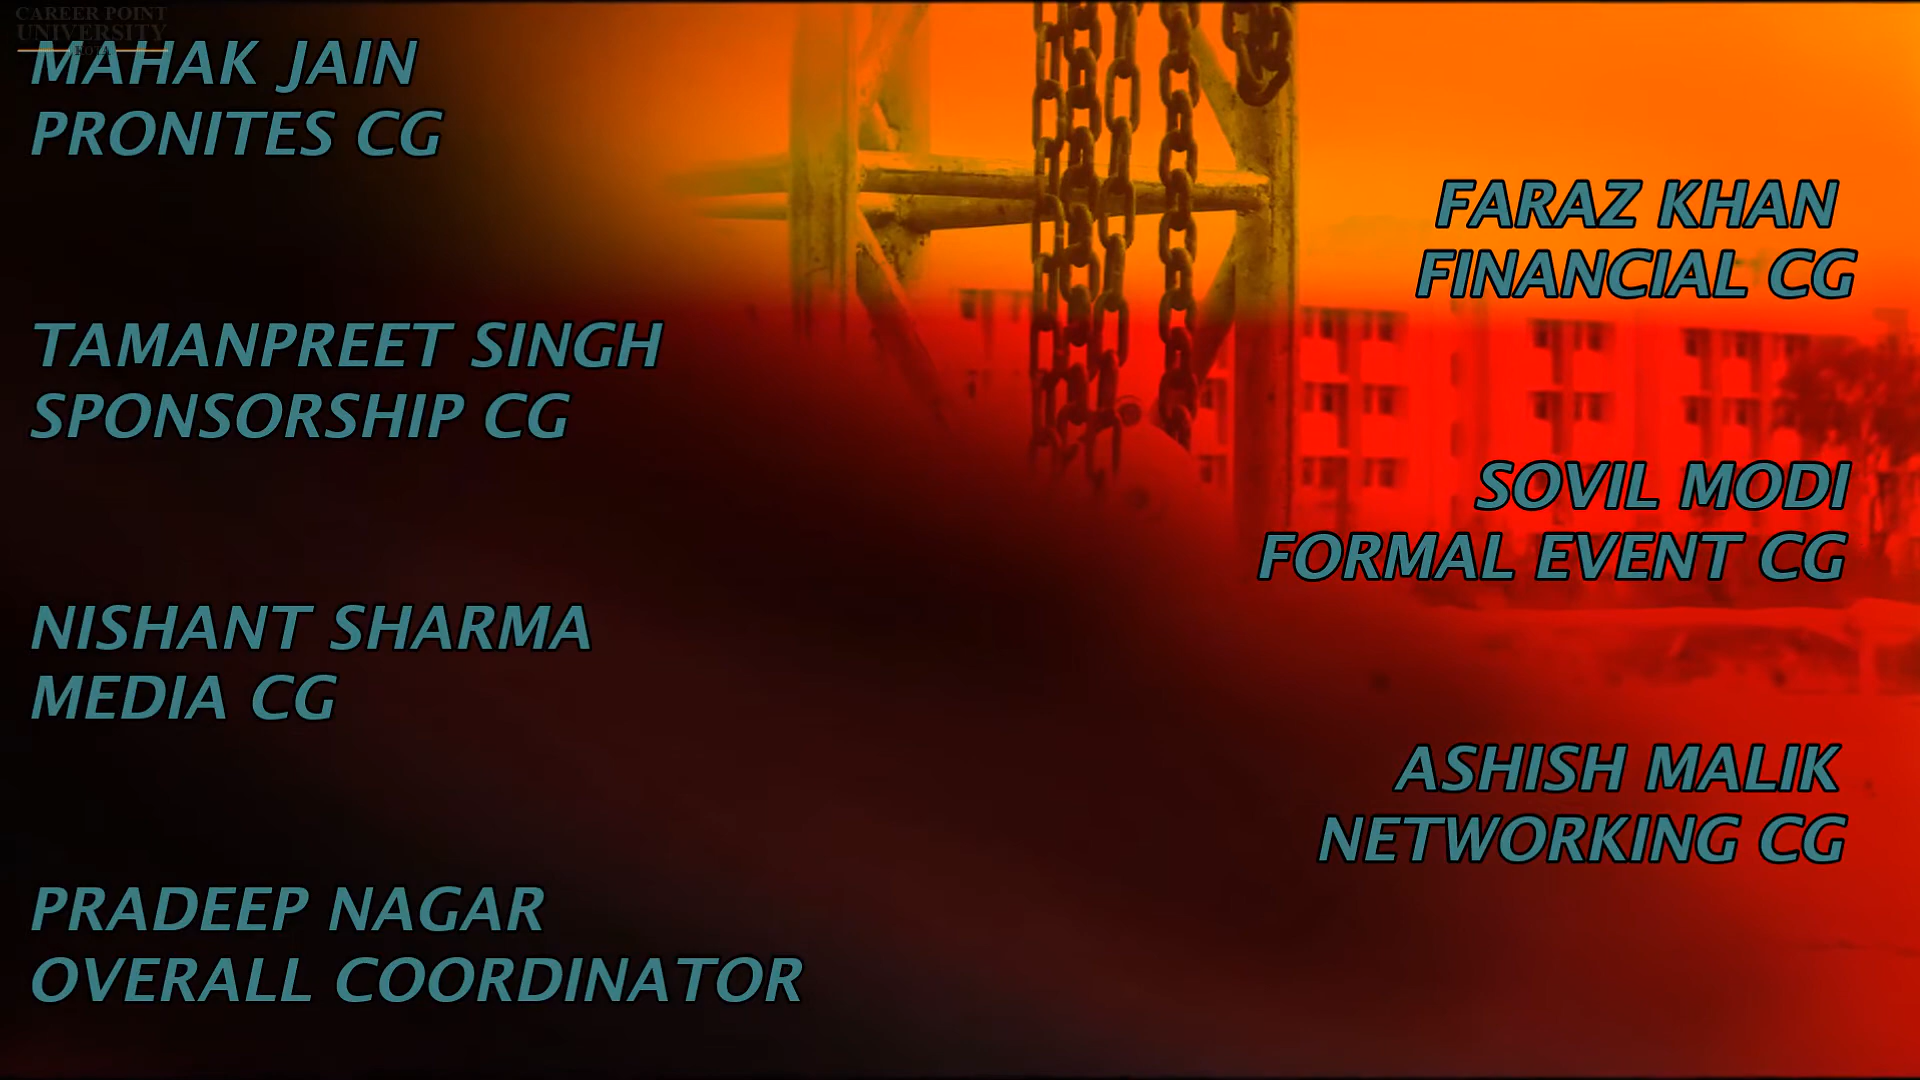 CAREER POINT
UNIVERSITY
KOTA
MAHAK JAIN
PRONITES CG
FARAZ KHAN
FINANCIAL CG
TAMANPREET SINGH
SPONSORSHIP CG
SOVIL MODI
FORMAL EVENT CG
NISHANT SHARMA
MEDIA CG
ASHISH MALIK
NETWORKING CG
PRADEEP NAGAR
OVERALL COORDINATOR